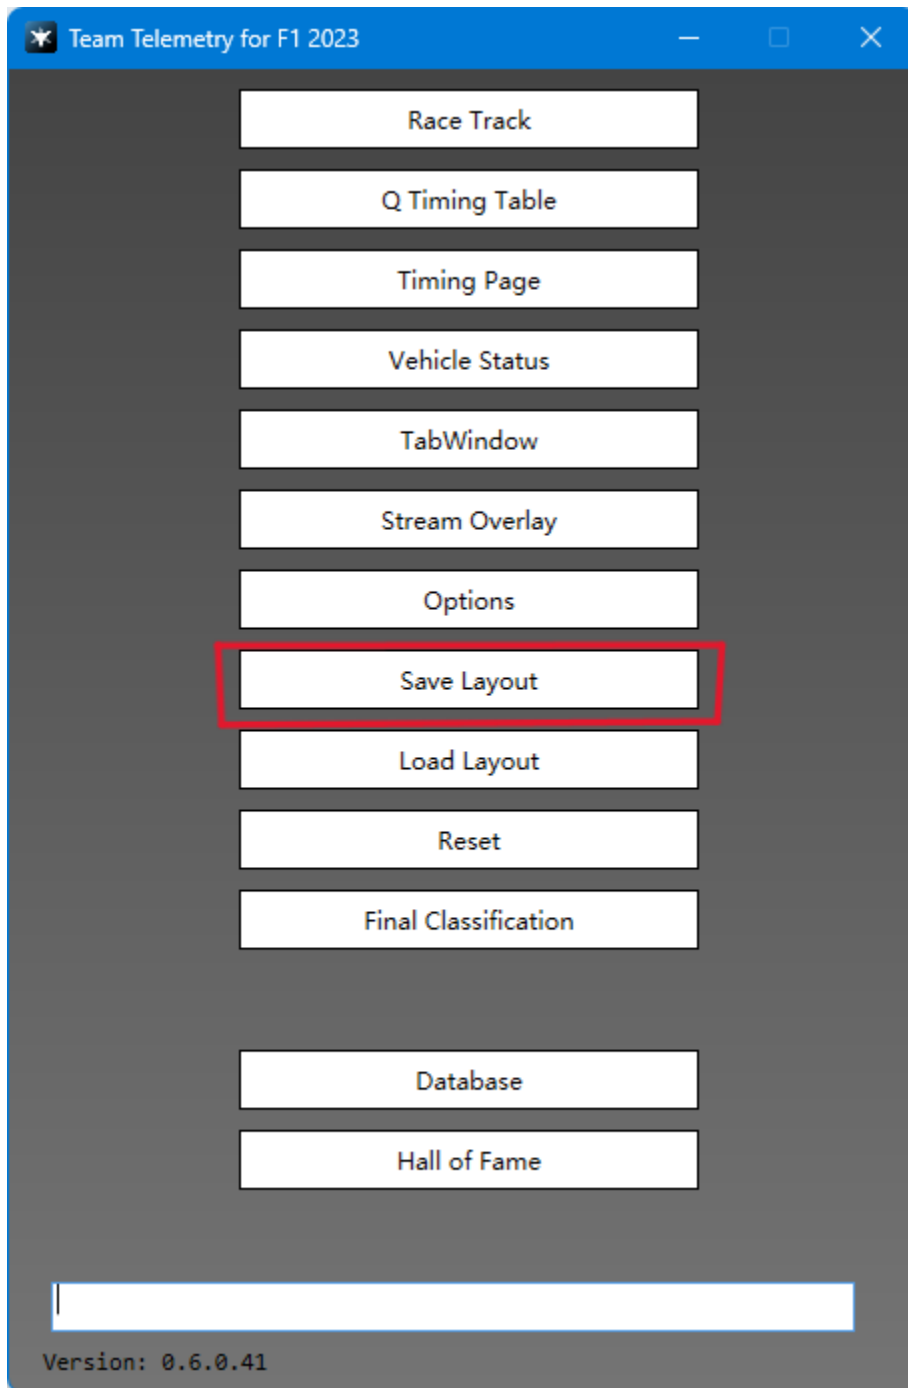 Team Telemetry for F1 2023
Race Track
Q Timing Table
Timing Page
Vehicle Status
TabWindow
Stream Overlay
Options
Save Layout
Load Layout
Reset
Final Classification
Database
Hall of Fame
Version: 0.6.0.41